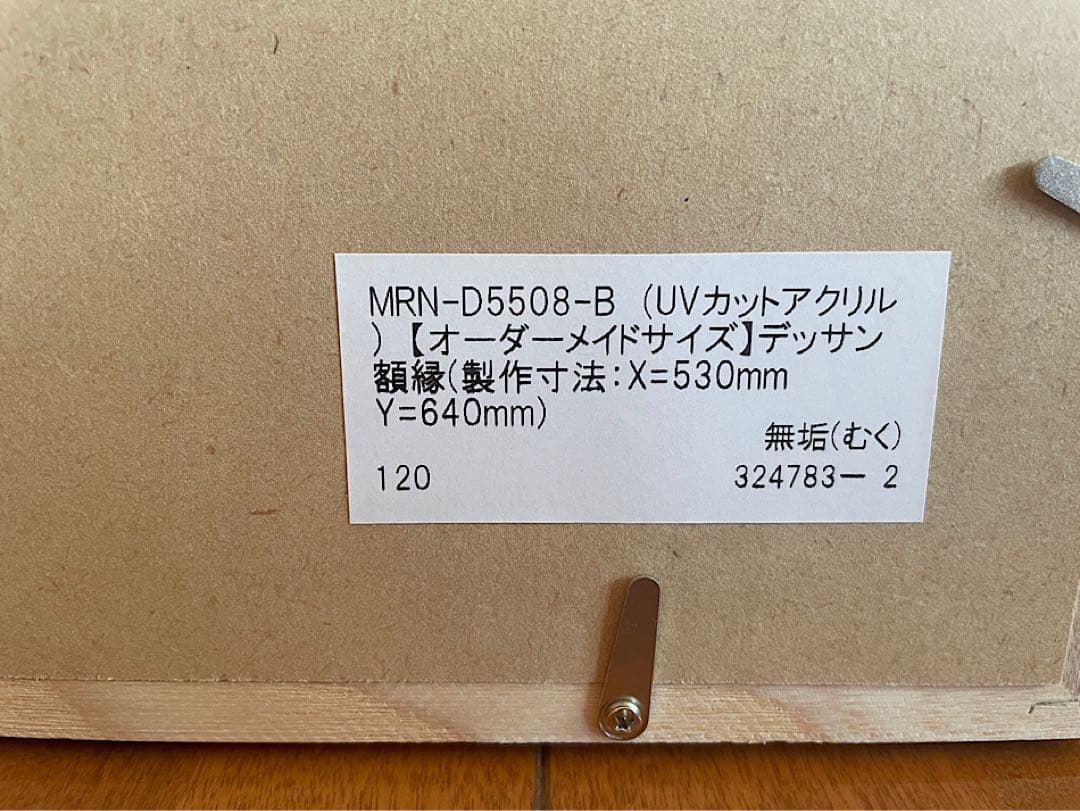 MRN-D5508-B (UVカットアクリル
)【オーダーメイドサイズ】デッサン
額縁(製作寸法:X=530mm
Y=640mm)
無垢(むく)
120 324783ー 2